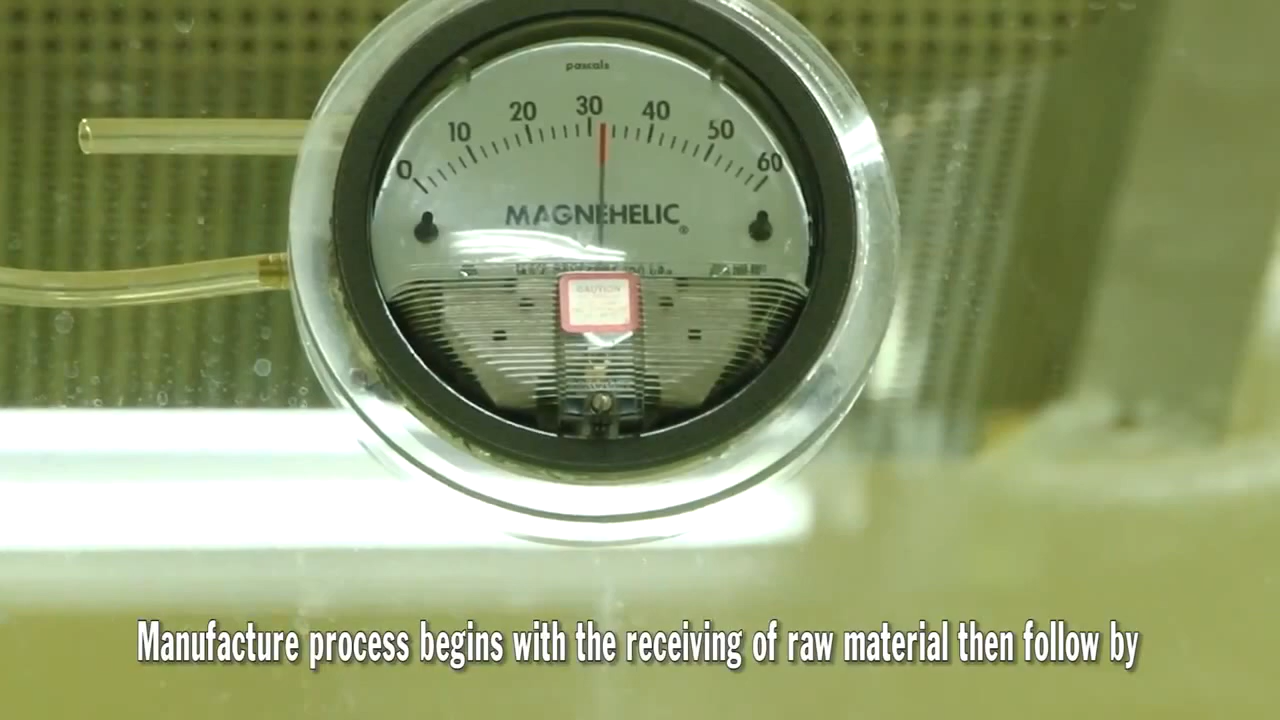 pascals
0 10 20 30 40 50 60
MAGNEHELIC®
CAUTION
Manufacture process begins with the receiving of raw material then follow by